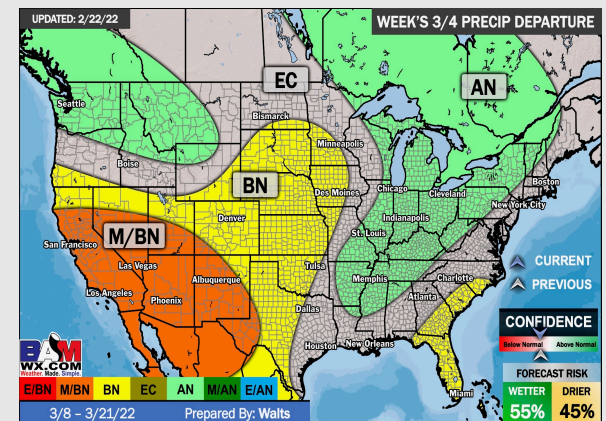 UPDATED: 2/22/22
WEEK'S 3/4 PRECIP DEPARTURE
EC
AN
Seattle
Bismarck
Minneapolis
Boise
BN
Des Moines
Chicago
Cleveland
Boston
New York City
Denver
Indianapolis
M/BN
San Francisco
St. Louis
Las Vegas
Albuquerque
Tulsa
Memphis
Charlotte
CURRENT
Los Angeles
Phoenix
Atlanta
PREVIOUS
Dallas
Houston
New Orleans
CONFIDENCE
Below Normal
Above Normal
BAM
WX.COM
Weather. Made. Simple.
FORECAST RISK
E/BN M/BN BN EC AN M/AN E/AN
Miami
WETTER
DRIER
55%
45%
3/8 – 3/21/22
Prepared By: Walts